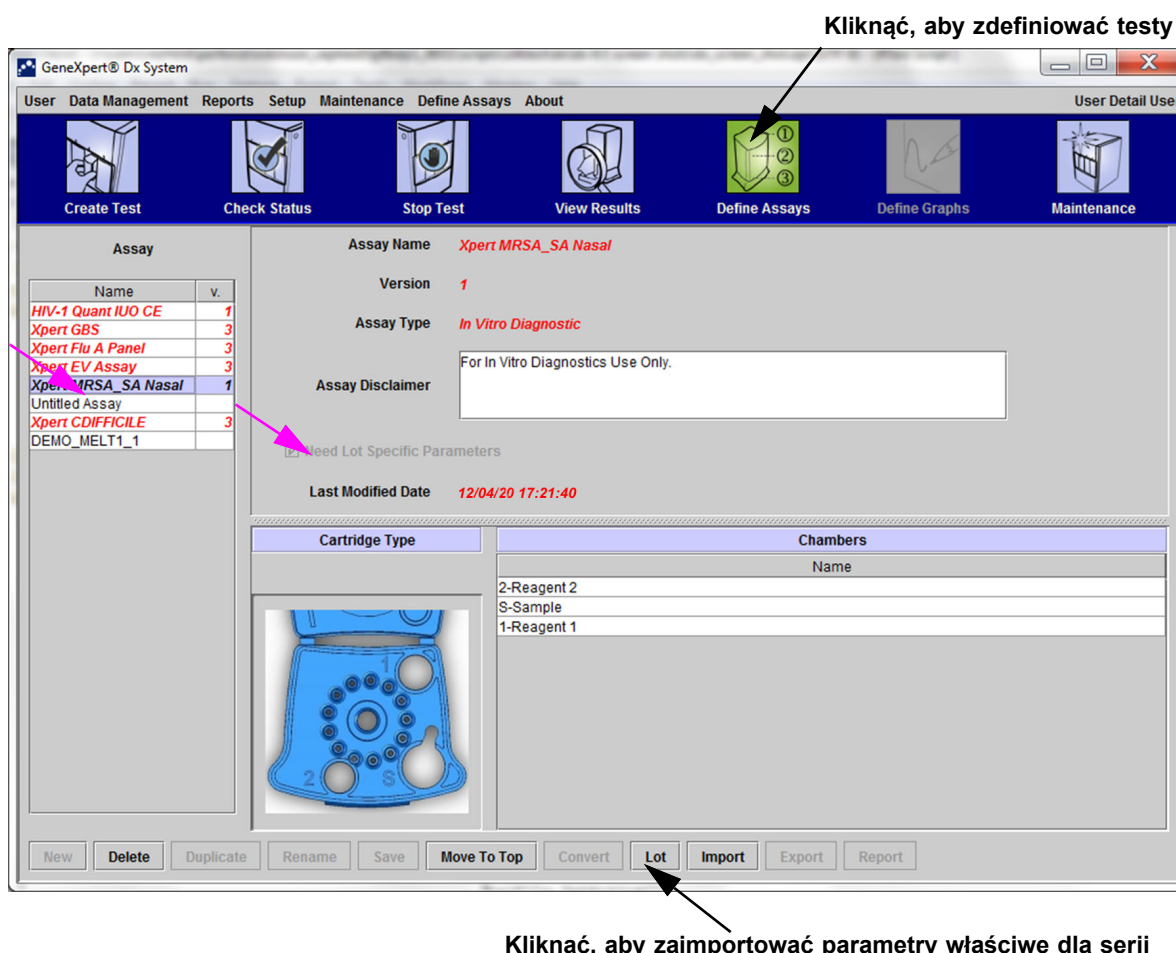 Kliknąć, aby zdefiniować testy
GeneXpert® Dx System
User Data Management Reports Setup Maintenance Define Assays About User Detail Use
Create Test Check Status Stop Test View Results Define Assays Define Graphs Maintenance
Assay
Name v.
HIV-1 Quant IUO CE 1
Xpert GBS 3
Xpert Flu A Panel 3
Xpert EV Assay 3
Xpert MRSA_SA Nasal 1
Untitled Assay
Xpert CDIFFICILE 3
DEMO_MELT1_1
Assay Name Xpert MRSA_SA Nasal
Version 1
Assay Type In Vitro Diagnostic
Assay Disclaimer For In Vitro Diagnostics Use Only.
Need Lot Specific Parameters
Last Modified Date 12/04/20 17:21:40
Cartridge Type
1
2 S
Chambers
Name
2-Reagent 2
S-Sample
1-Reagent 1
New Delete Duplicate Rename Save Move To Top Convert Lot Import Export Report
Kliknąć, aby zaimportować parametry właściwe dla serii